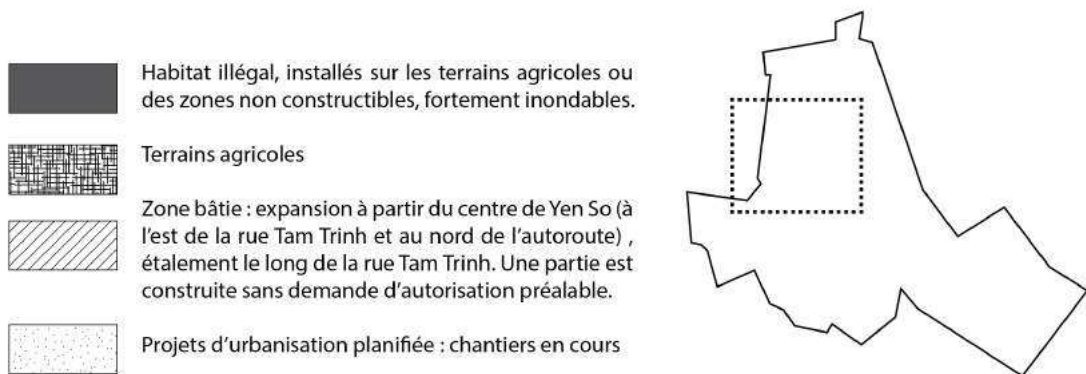 Habitat illégal, installés sur les terrains agricoles ou
des zones non constructibles, fortement inondables.
Terrains agricoles
Zone bâtie : expansion à partir du centre de Yen So (à
l'est de la rue Tam Trinh et au nord de l'autoroute) ,
étalement le long de la rue Tam Trinh. Une partie est
construite sans demande d'autorisation préalable.
Projets d'urbanisation planifiée : chantiers en cours